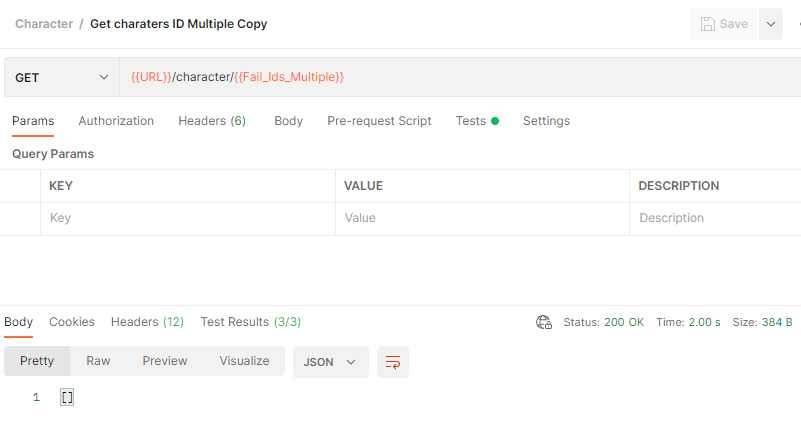 Character / Get charaters ID Multiple Copy
Save
GET
{{URL}}/character/{{Fail_Ids_Multiple}}
Params Authorization Headers (6) Body Pre-request Script Tests Settings
Query Params
KEY VALUE DESCRIPTION
Key Value Description
Body Cookies Headers (12) Test Results (3/3) Status: 200 OK Time: 2.00 s Size: 384 B
Pretty Raw Preview Visualize JSON
1 []